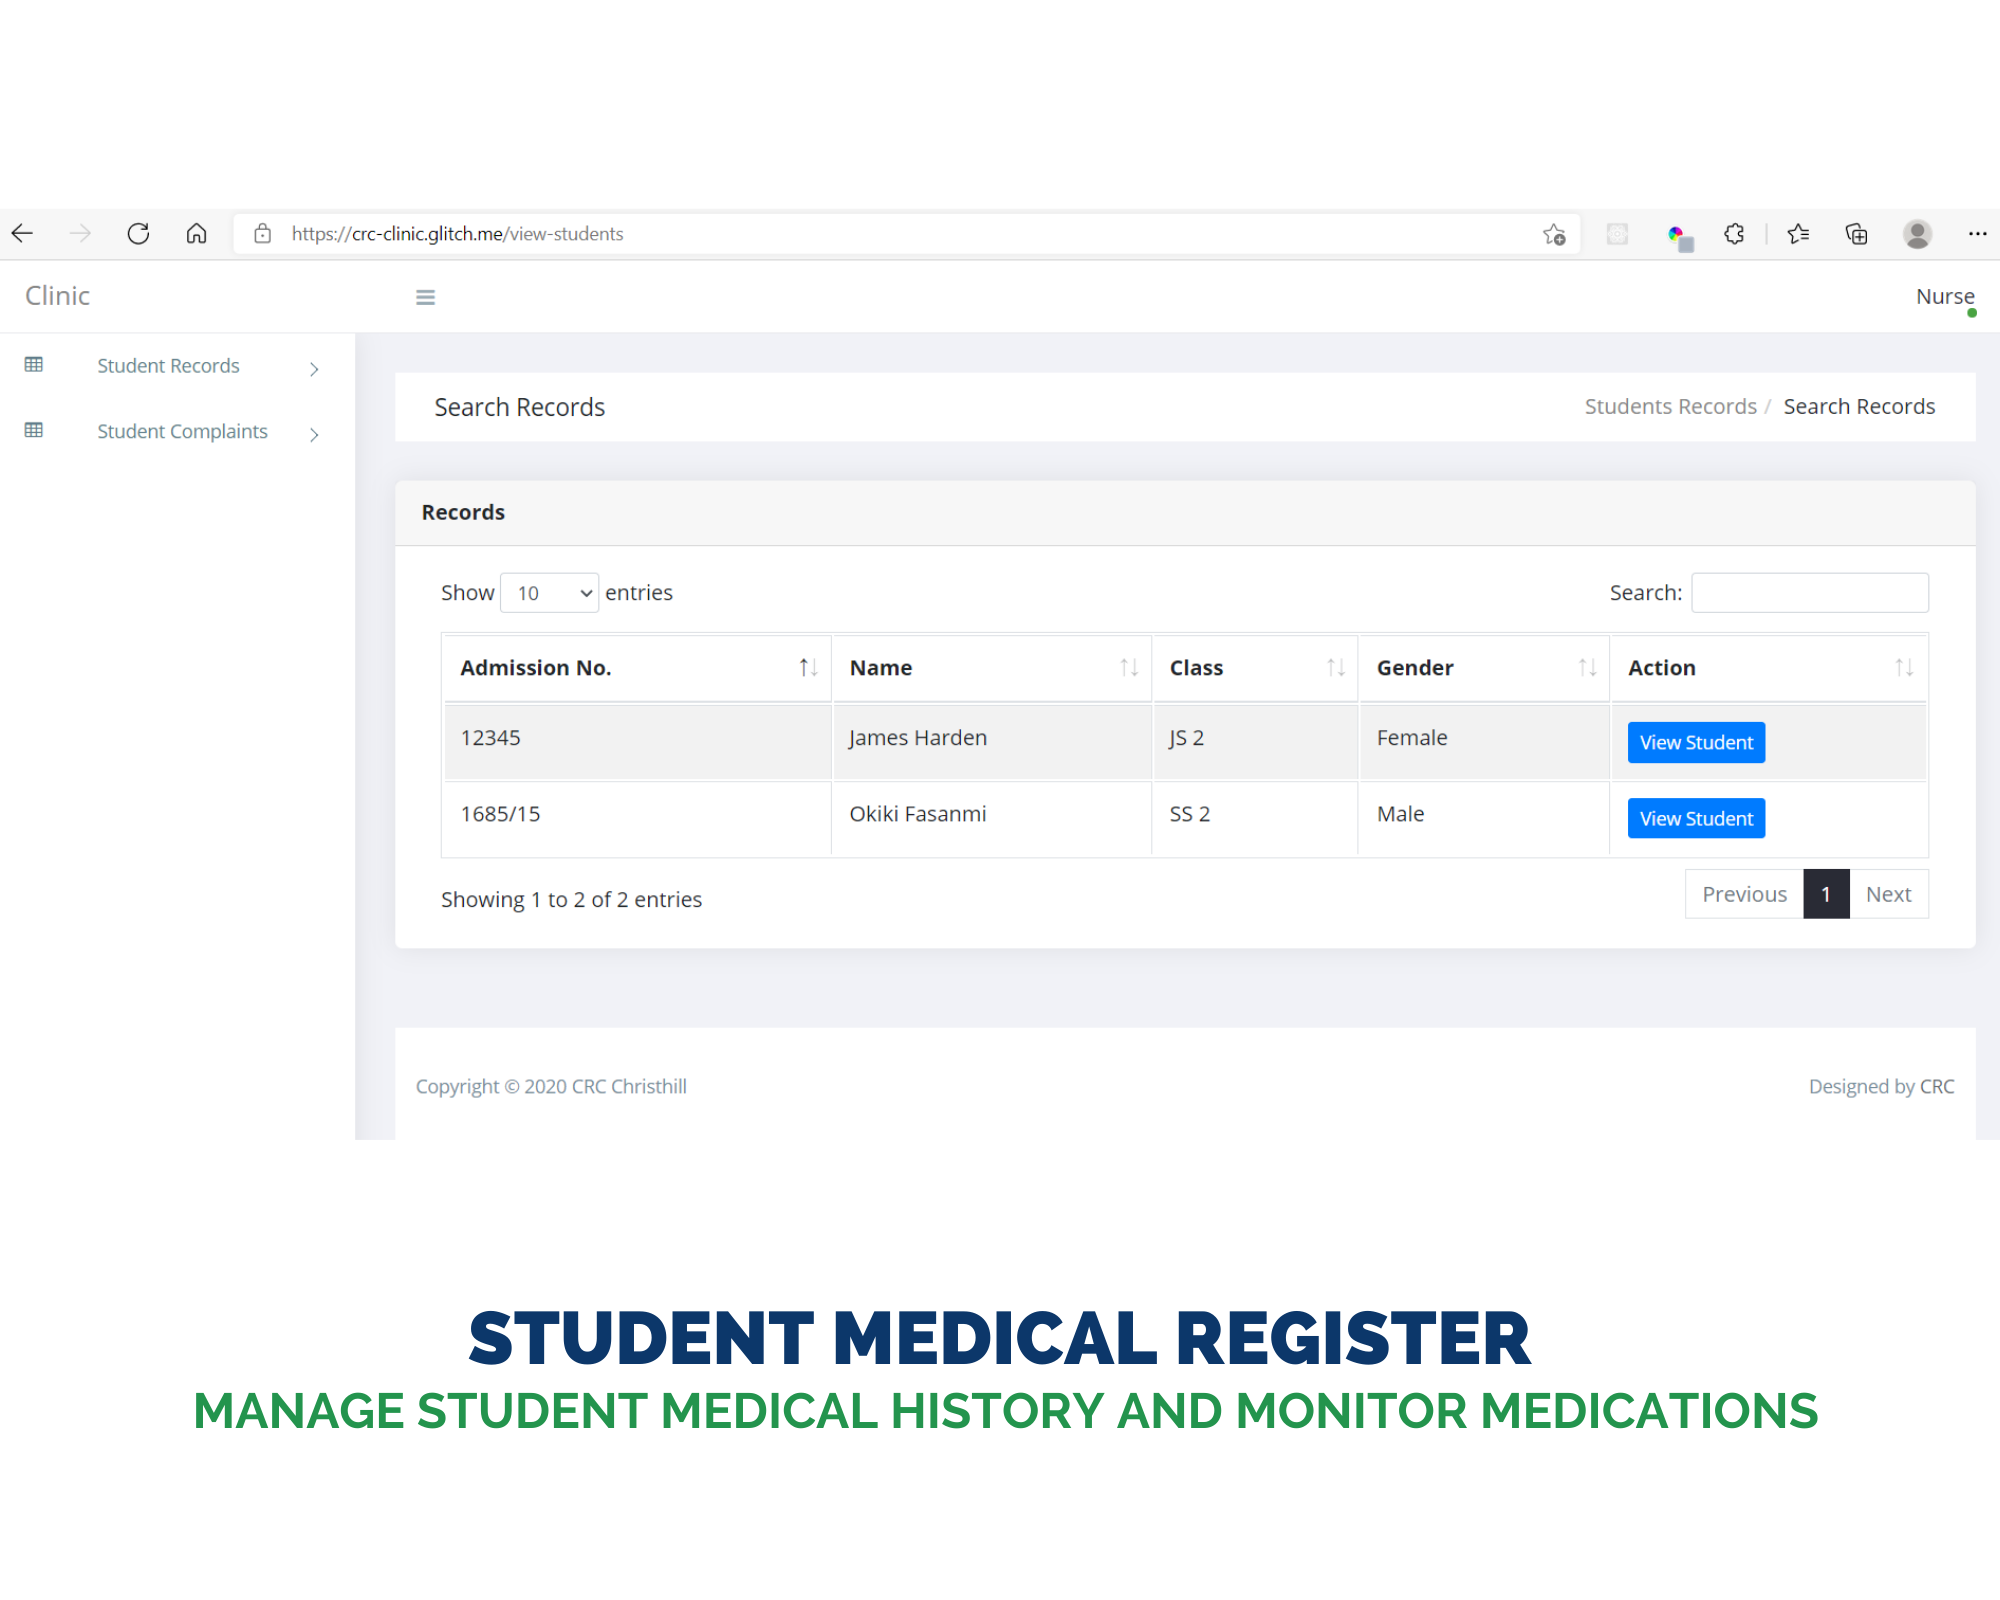 https://crc-clinic.glitch.me/view-students
Clinic
Nurse
Student Records
Student Complaints
Search Records
Students Records / Search Records
Records
Show 10 entries
Search:
Admission No. Name Class Gender Action
12345 James Harden JS 2 Female View Student
1685/15 Okiki Fasanmi SS 2 Male View Student
Showing 1 to 2 of 2 entries
Previous 1 Next
Copyright © 2020 CRC Christhill
Designed by CRC
STUDENT MEDICAL REGISTER
MANAGE STUDENT MEDICAL HISTORY AND MONITOR MEDICATIONS